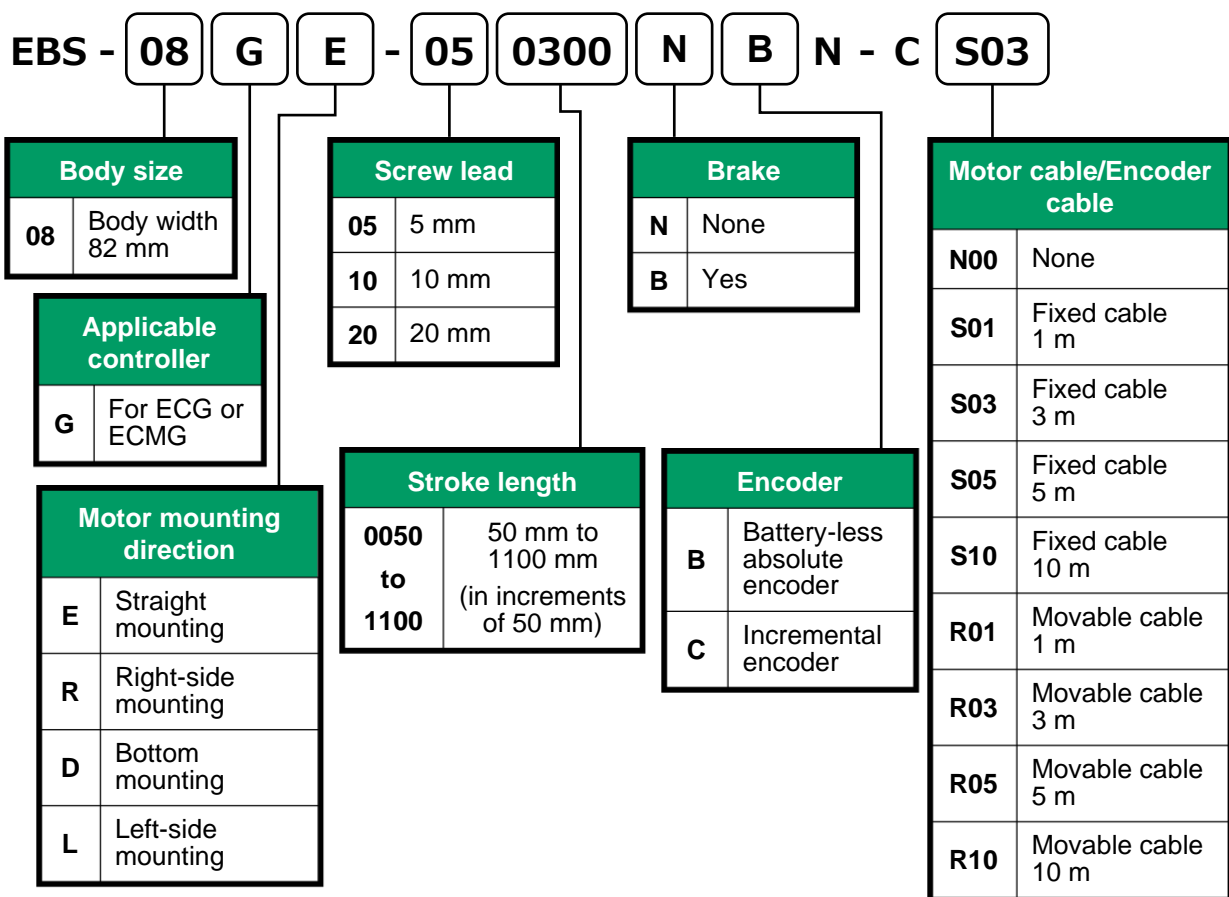 EBS - 08 G E - 05 0300 N B N - C S03
Body size
08 Body width
82 mm
Applicable
controller
G For ECG or
ECMG
Motor mounting
direction
E Straight
mounting
R Right-side
mounting
D Bottom
mounting
L Left-side
mounting
Screw lead
05 5 mm
10 10 mm
20 20 mm
Stroke length
0050
to
1100
50 mm to
1100 mm
(in increments
of 50 mm)
Brake
N None
B Yes
Encoder
B Battery-less
absolute
encoder
C Incremental
encoder
Motor cable/Encoder
cable
N00 None
S01 Fixed cable
1 m
S03 Fixed cable
3 m
S05 Fixed cable
5 m
S10 Fixed cable
10 m
R01 Movable cable
1 m
R03 Movable cable
3 m
R05 Movable cable
5 m
R10 Movable cable
10 m